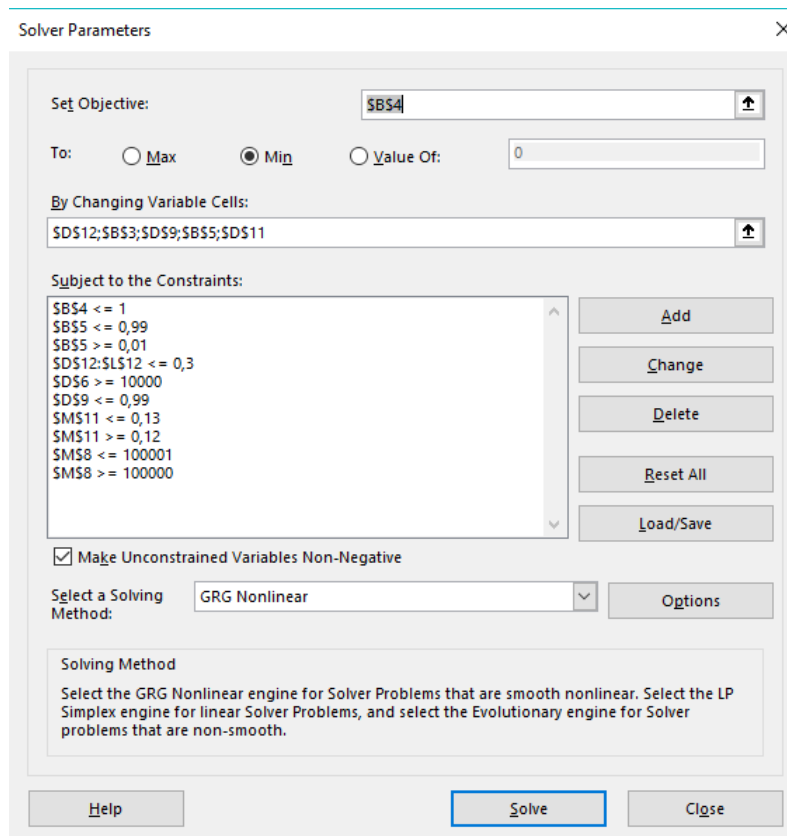 Solver Parameters
Set Objective:
$B$4
To:
Max
Min
Value Of:
0
By Changing Variable Cells:
$D$12;$B$3;$D$9;$B$5;$D$11
Subject to the Constraints:
$B$4 <= 1
$B$5 <= 0,99
$B$5 >= 0,01
$D$12:$L$12 <= 0,3
$D$6 >= 10000
$D$9 <= 0,99
$M$11 <= 0,13
$M$11 >= 0,12
$M$8 <= 100001
$M$8 >= 100000
Add
Change
Delete
Reset All
Load/Save
Make Unconstrained Variables Non-Negative
Select a Solving
Method:
GRG Nonlinear
Options
Solving Method
Select the GRG Nonlinear engine for Solver Problems that are smooth nonlinear. Select the LP
Simplex engine for linear Solver Problems, and select the Evolutionary engine for Solver
problems that are non-smooth.
Help
Solve
Close